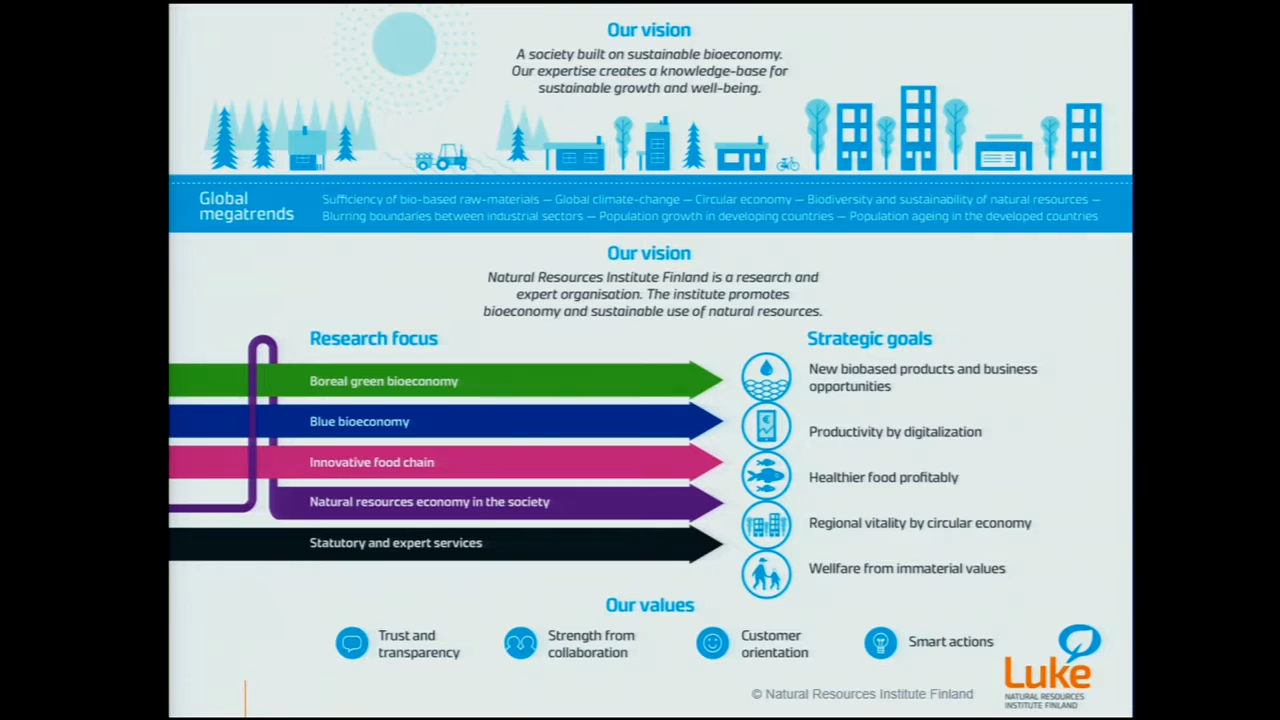 Our vision
A society built on sustainable bioeconomy.
Our expertise creates a knowledge-base for
sustainable growth and well-being.
Global
megatrends
Sufficiency of bio-based raw-materials — Global climate-change — Circular economy — Biodiversity and sustainability of natural resources —
Blurring boundaries between industrial sectors — Population growth in developing countries — Population ageing in the developed countries
Our vision
Natural Resources Institute Finland is a research and
expert organisation. The institute promotes
bioeconomy and sustainable use of natural resources.
Research focus
Boreal green bioeconomy
Blue bioeconomy
Innovative food chain
Natural resources economy in the society
Statutory and expert services
Strategic goals
New biobased products and business
opportunities
€
Productivity by digitalization
Healthier food profitably
Regional vitality by circular economy
Wellfare from immaterial values
Our values
Trust and
transparency
Strength from
collaboration
Customer
orientation
Smart actions
Luke
NATURAL RESOURCES
INSTITUTE FINLAND
© Natural Resources Institute Finland